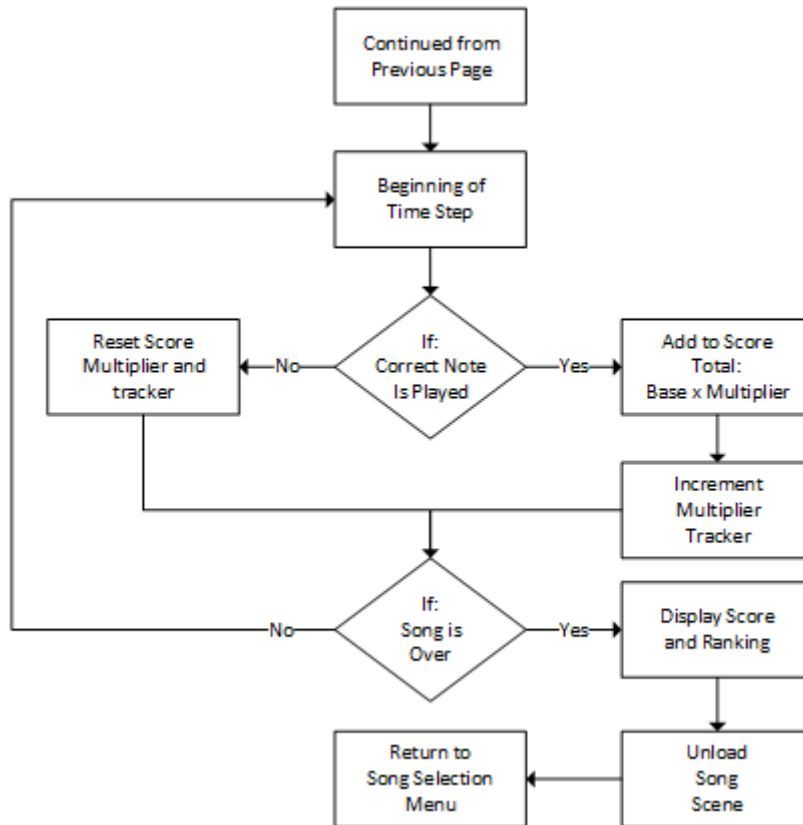 Continued from
Previous Page
Beginning of
Time Step
If:
Correct Note
Is Played
No
Yes
Reset Score
Multiplier and
tracker
Add to Score
Total:
Base x Multiplier
Increment
Multiplier
Tracker
If:
Song is
Over
No
Yes
Display Score
and Ranking
Unload
Song
Scene
Return to
Song Selection
Menu